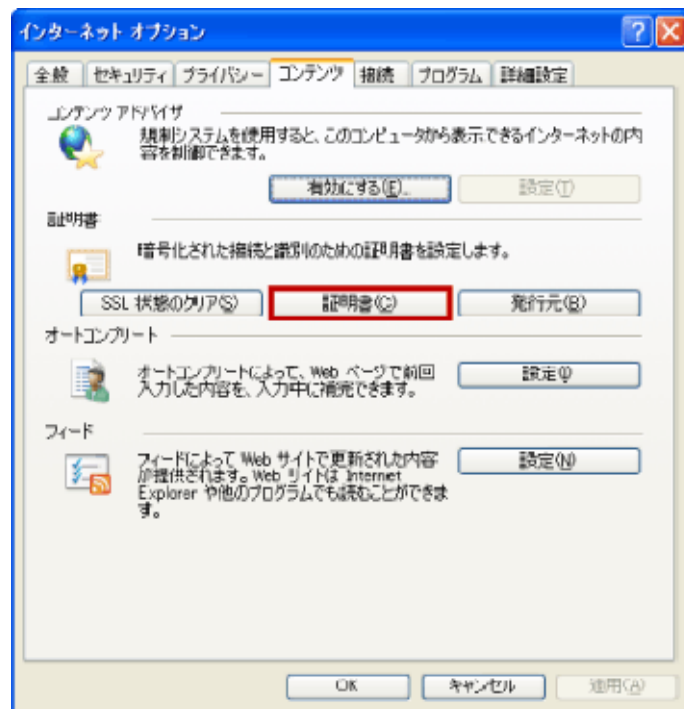 インターネット オプション
全般 セキュリティ プライバシー コンテンツ 接続 プログラム 詳細設定
コンテンツ アドバイザ
規制システムを使用すると、このコンピュータから表示できるインターネットの内
容を制御できます。
有効にする(E)... 設定(T)
証明書
暗号化された接続と識別のための証明書を設定します。
SSL 状態のクリア(S) 証明書(C) 発行元(B)
オートコンプリート
オートコンプリートによって、Web ページで前回
入力した内容を、入力中に補完できます。
設定(I)
フィード
フィードによって Web サイトで更新された内容
が提供されます。Web サイトは Internet
Explorer や他のプログラムでも読むことができま
す。
設定(N)
OK キャンセル 適用(A)